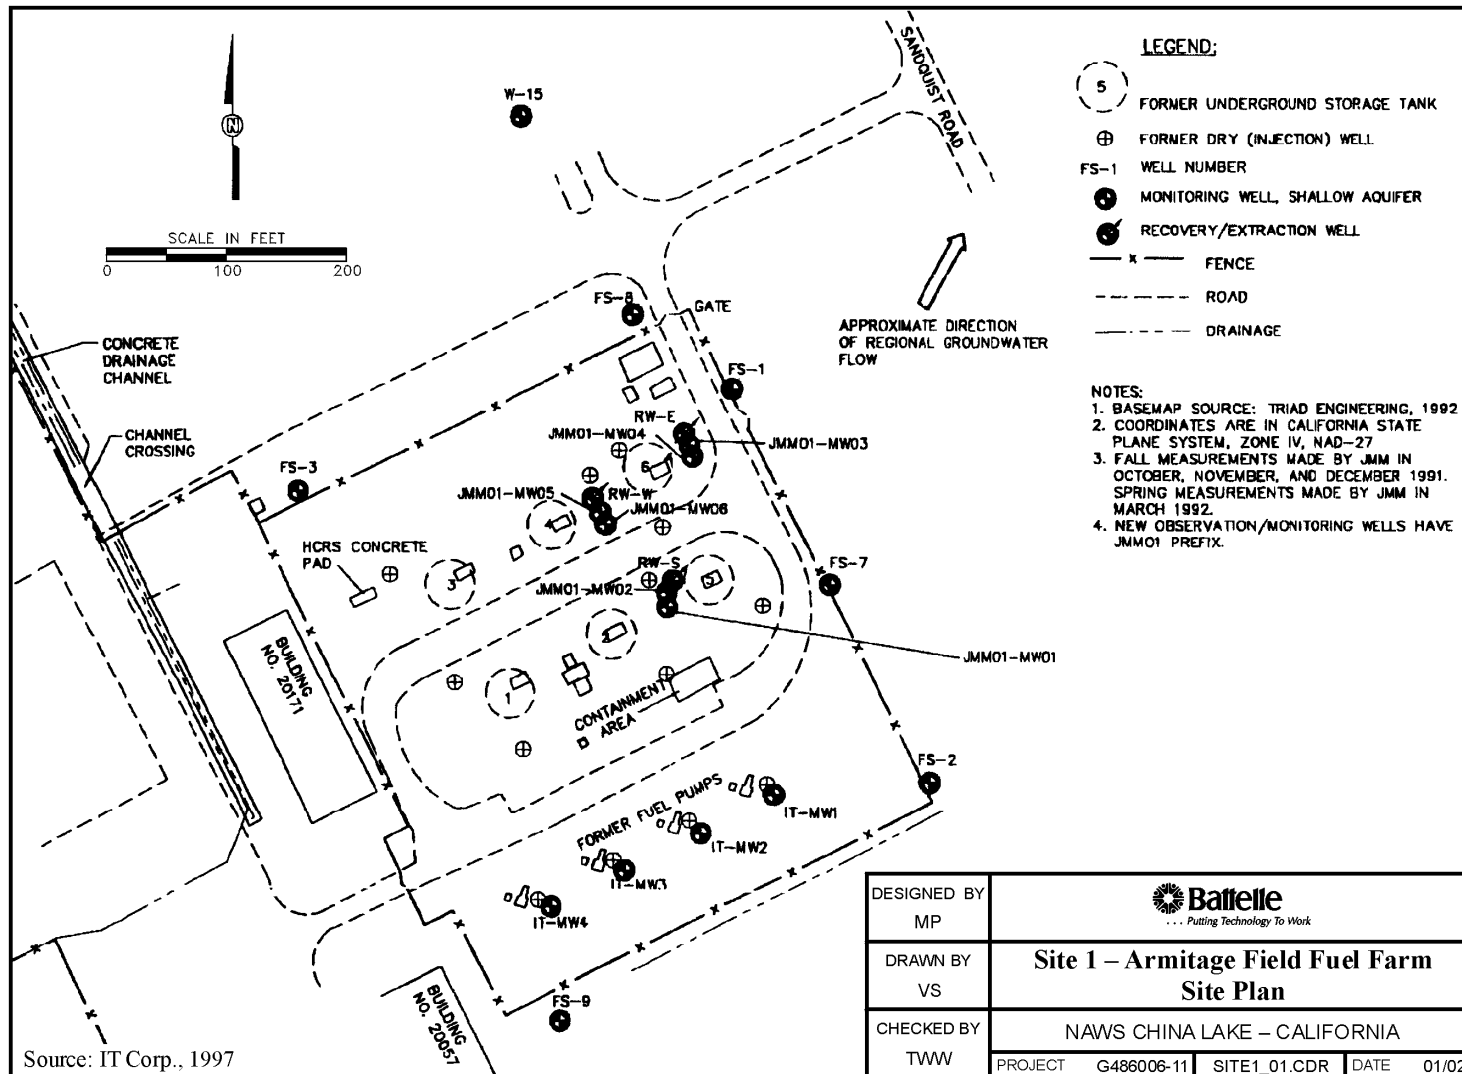 W-15
SANDQUIST ROAD
N
SCALE IN FEET
0 100 200
LEGEND:
5
FORMER UNDERGROUND STORAGE TANK
FORMER DRY (INJECTION) WELL
FS-1 WELL NUMBER
MONITORING WELL, SHALLOW AQUIFER
RECOVERY/EXTRACTION WELL
FENCE
ROAD
DRAINAGE
APPROXIMATE DIRECTION
OF REGIONAL GROUNDWATER
FLOW
NOTES:
1. BASEMAP SOURCE: TRIAD ENGINEERING, 1992
2. COORDINATES ARE IN CALIFORNIA STATE
PLANE SYSTEM, ZONE IV, NAD-27
3. FALL MEASUREMENTS MADE BY JMM IN
OCTOBER, NOVEMBER, AND DECEMBER 1991.
SPRING MEASUREMENTS MADE BY JMM IN
MARCH 1992.
4. NEW OBSERVATION/MONITORING WELLS HAVE
JMM01 PREFIX.
FS-8
GATE
CONCRETE
DRAINAGE
CHANNEL
FS-1
RW-E
JMM01-MW04
JMM01-MW03
CHANNEL
CROSSING
6
FS-3
JMM01-MW05
RW-W
JMM01-MW06
4
HCRS CONCRETE
PAD
3
RW-S
5
FS-7
JMM01-MW02
2
JMM01-MW01
BUILDING
NO. 20171
1
CONTAINMENT
AREA
FS-2
FORMER FUEL PUMPS
IT-MW1
IT-MW2
IT-MW3
IT-MW4
FS-9
BUILDING
NO. 20057
Source: IT Corp., 1997
DESIGNED BY
MP
Battelle
... Putting Technology To Work
DRAWN BY
VS
Site 1 – Armitage Field Fuel Farm
Site Plan
CHECKED BY
TWW
NAWS CHINA LAKE – CALIFORNIA
PROJECT G486006-11 SITE1_01.CDR DATE 01/02